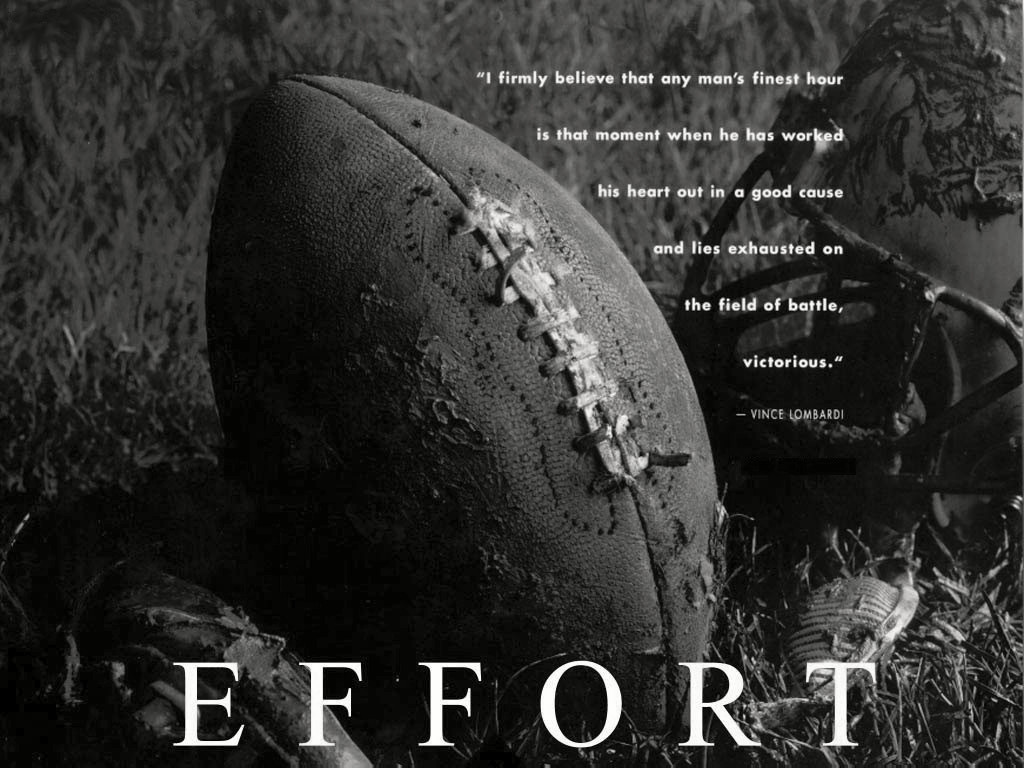 “I firmly believe that any man’s finest hour
is that moment when he has worked
his heart out in a good cause
and lies exhausted on
the field of battle,
victorious.“
— VINCE LOMBARDI
EFFORT